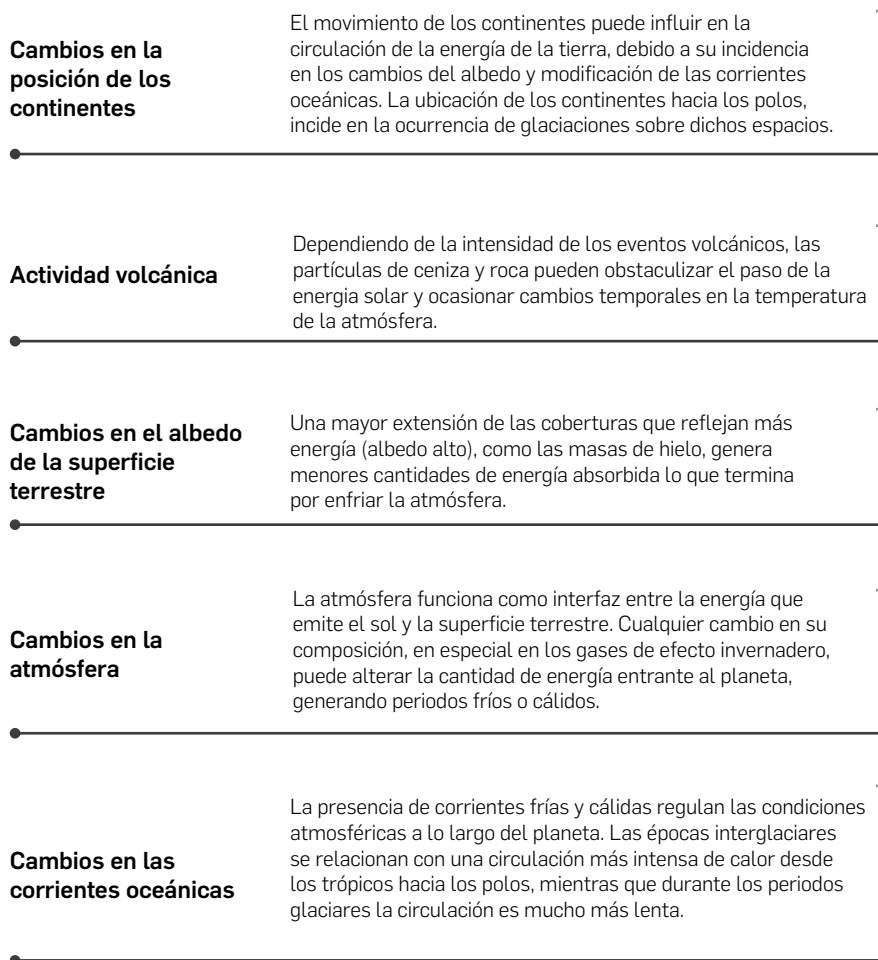 Cambios en la
posición de los
continentes
El movimiento de los continentes puede influir en la
circulación de la energía de la tierra, debido a su incidencia
en los cambios del albedo y modificación de las corrientes
oceánicas. La ubicación de los continentes hacia los polos,
incide en la ocurrencia de glaciaciones sobre dichos espacios.
Actividad volcánica
Dependiendo de la intensidad de los eventos volcánicos, las
partículas de ceniza y roca pueden obstaculizar el paso de la
energia solar y ocasionar cambios temporales en la temperatura
de la atmósfera.
Cambios en el albedo
de la superficie
terrestre
Una mayor extensión de las coberturas que reflejan más
energía (albedo alto), como las masas de hielo, genera
menores cantidades de energía absorbida lo que termina
por enfriar la atmósfera.
Cambios en la
atmósfera
La atmósfera funciona como interfaz entre la energía que
emite el sol y la superficie terrestre. Cualquier cambio en su
composición, en especial en los gases de efecto invernadero,
puede alterar la cantidad de energía entrante al planeta,
generando periodos fríos o cálidos.
Cambios en las
corrientes oceánicas
La presencia de corrientes frías y cálidas regulan las condiciones
atmosféricas a lo largo del planeta. Las épocas interglaciares
se relacionan con una circulación más intensa de calor desde
los trópicos hacia los polos, mientras que durante los periodos
glaciares la circulación es mucho más lenta.